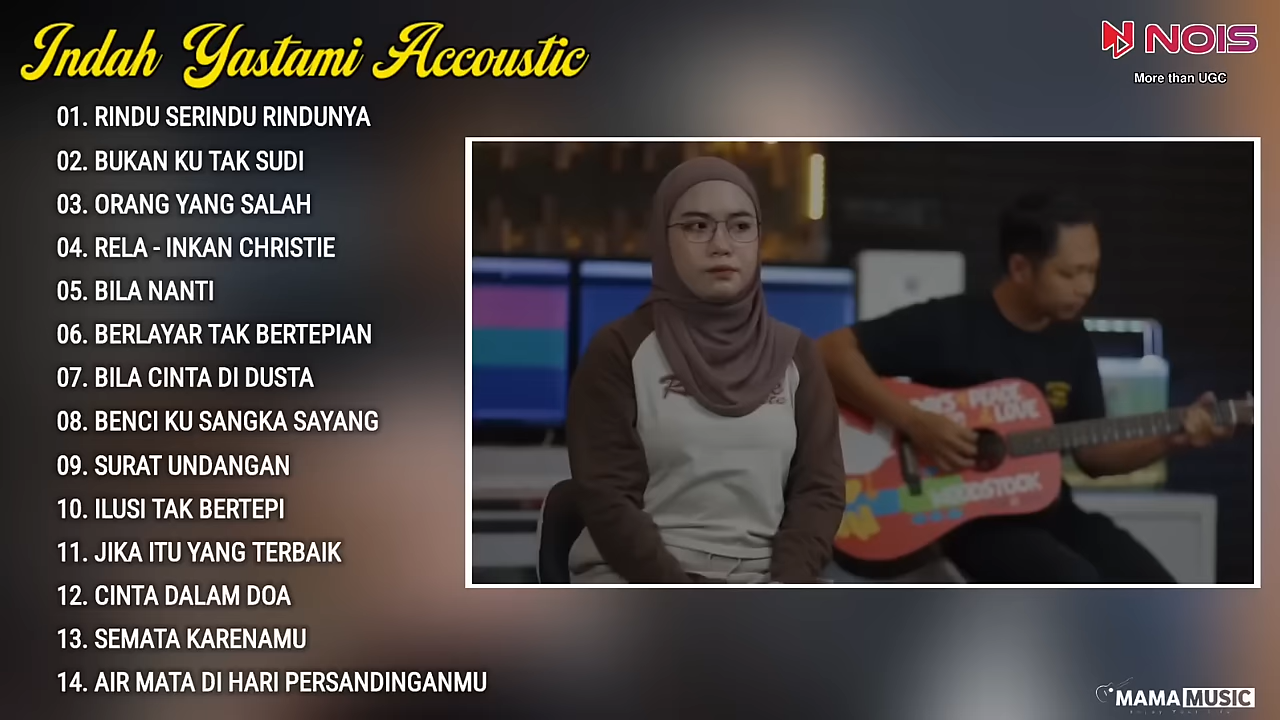 Indah Yastami Accoustic
NOIS
More than UGC
01. RINDU SERINDU RINDUNYA
02. BUKAN KU TAK SUDI
03. ORANG YANG SALAH
04. RELA - INKAN CHRISTIE
05. BILA NANTI
06. BERLAYAR TAK BERTEPIAN
07. BILA CINTA DI DUSTA
08. BENCI KU SANGKA SAYANG
09. SURAT UNDANGAN
10. ILUSI TAK BERTEPI
11. JIKA ITU YANG TERBAIK
12. CINTA DALAM DOA
13. SEMATA KARENAMU
14. AIR MATA DI HARI PERSANDINGANMU
PEACE
LOVE
WOODSTOCK
MAMA MUSIC